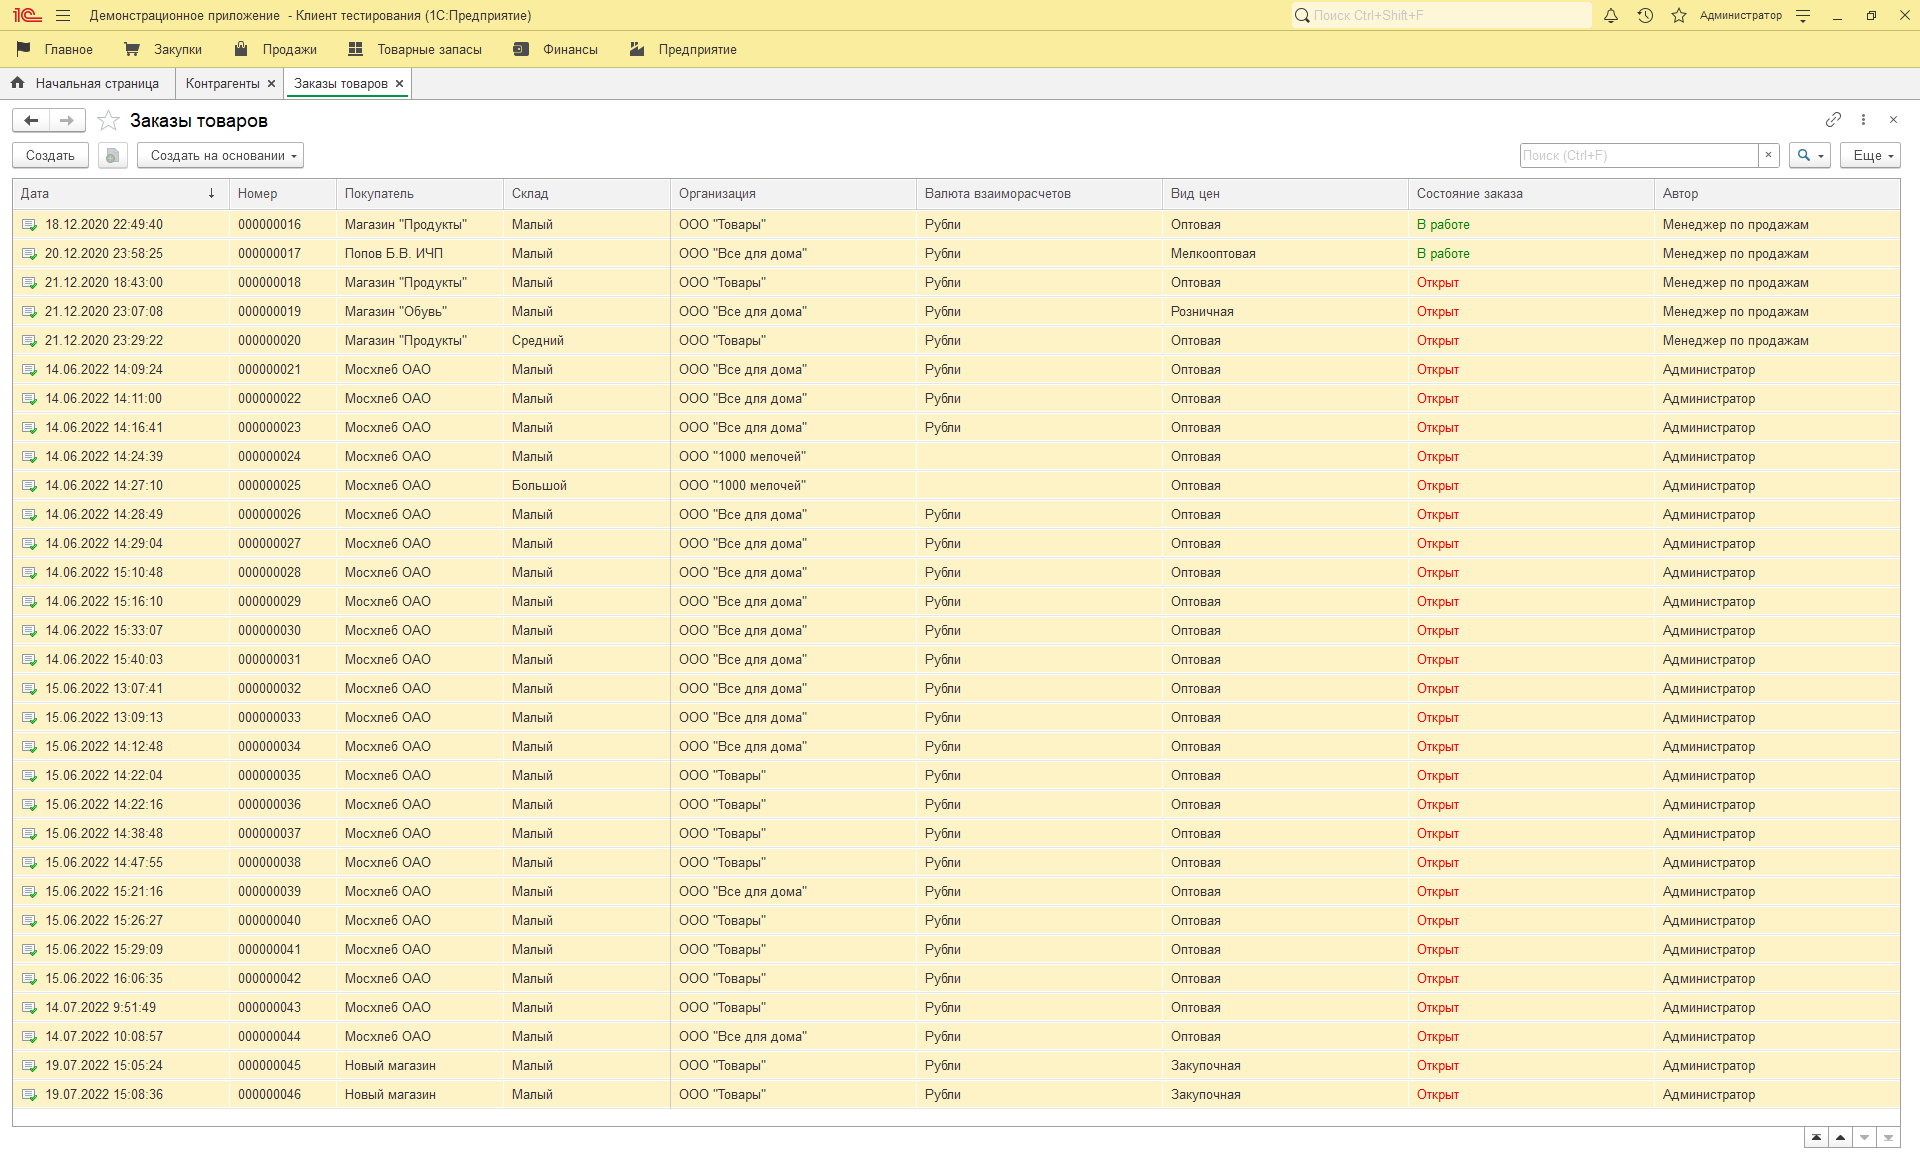 1С Демонстрационное приложение - Клиент тестирования (1С:Предприятие) Поиск Ctrl+Shift+F Администратор
Главное Закупки Продажи Товарные запасы Финансы Предприятие
Начальная страница Контрагенты × Заказы товаров ×
Заказы товаров
Создать Создать на основании Поиск (Ctrl+F) × Еще
Дата ↓ Номер Покупатель Склад Организация Валюта взаиморасчетов Вид цен Состояние заказа Автор
18.12.2020 22:49:40 000000016 Магазин "Продукты" Малый ООО "Товары" Рубли Оптовая В работе Менеджер по продажам
20.12.2020 23:58:25 000000017 Попов Б.В. ИЧП Малый ООО "Все для дома" Рубли Мелкооптовая В работе Менеджер по продажам
21.12.2020 18:43:00 000000018 Магазин "Продукты" Малый ООО "Товары" Рубли Оптовая Открыт Менеджер по продажам
21.12.2020 23:07:08 000000019 Магазин "Обувь" Малый ООО "Все для дома" Рубли Розничная Открыт Менеджер по продажам
21.12.2020 23:29:22 000000020 Магазин "Продукты" Средний ООО "Товары" Рубли Оптовая Открыт Менеджер по продажам
14.06.2022 14:09:24 000000021 Мосхлеб ОАО Малый ООО "Все для дома" Рубли Оптовая Открыт Администратор
14.06.2022 14:11:00 000000022 Мосхлеб ОАО Малый ООО "Все для дома" Рубли Оптовая Открыт Администратор
14.06.2022 14:16:41 000000023 Мосхлеб ОАО Малый ООО "Все для дома" Рубли Оптовая Открыт Администратор
14.06.2022 14:24:39 000000024 Мосхлеб ОАО Малый ООО "1000 мелочей" Оптовая Открыт Администратор
14.06.2022 14:27:10 000000025 Мосхлеб ОАО Большой ООО "1000 мелочей" Оптовая Открыт Администратор
14.06.2022 14:28:49 000000026 Мосхлеб ОАО Малый ООО "Все для дома" Рубли Оптовая Открыт Администратор
14.06.2022 14:29:04 000000027 Мосхлеб ОАО Малый ООО "Все для дома" Рубли Оптовая Открыт Администратор
14.06.2022 15:10:48 000000028 Мосхлеб ОАО Малый ООО "Все для дома" Рубли Оптовая Открыт Администратор
14.06.2022 15:16:10 000000029 Мосхлеб ОАО Малый ООО "Все для дома" Рубли Оптовая Открыт Администратор
14.06.2022 15:33:07 000000030 Мосхлеб ОАО Малый ООО "Все для дома" Рубли Оптовая Открыт Администратор
14.06.2022 15:40:03 000000031 Мосхлеб ОАО Малый ООО "Все для дома" Рубли Оптовая Открыт Администратор
15.06.2022 13:07:41 000000032 Мосхлеб ОАО Малый ООО "Все для дома" Рубли Оптовая Открыт Администратор
15.06.2022 13:09:13 000000033 Мосхлеб ОАО Малый ООО "Все для дома" Рубли Оптовая Открыт Администратор
15.06.2022 14:12:48 000000034 Мосхлеб ОАО Малый ООО "Все для дома" Рубли Оптовая Открыт Администратор
15.06.2022 14:22:04 000000035 Мосхлеб ОАО Малый ООО "Товары" Рубли Оптовая Открыт Администратор
15.06.2022 14:22:16 000000036 Мосхлеб ОАО Малый ООО "Товары" Рубли Оптовая Открыт Администратор
15.06.2022 14:38:48 000000037 Мосхлеб ОАО Малый ООО "Товары" Рубли Оптовая Открыт Администратор
15.06.2022 14:47:55 000000038 Мосхлеб ОАО Малый ООО "Товары" Рубли Оптовая Открыт Администратор
15.06.2022 15:21:16 000000039 Мосхлеб ОАО Малый ООО "Все для дома" Рубли Оптовая Открыт Администратор
15.06.2022 15:26:27 000000040 Мосхлеб ОАО Малый ООО "Товары" Рубли Оптовая Открыт Администратор
15.06.2022 15:29:09 000000041 Мосхлеб ОАО Малый ООО "Товары" Рубли Оптовая Открыт Администратор
15.06.2022 16:06:35 000000042 Мосхлеб ОАО Малый ООО "Товары" Рубли Оптовая Открыт Администратор
14.07.2022 9:51:49 000000043 Мосхлеб ОАО Малый ООО "Товары" Рубли Оптовая Открыт Администратор
14.07.2022 10:08:57 000000044 Мосхлеб ОАО Малый ООО "Все для дома" Рубли Оптовая Открыт Администратор
19.07.2022 15:05:24 000000045 Новый магазин Малый ООО "Товары" Рубли Закупочная Открыт Администратор
19.07.2022 15:08:36 000000046 Новый магазин Малый ООО "Товары" Рубли Закупочная Открыт Администратор